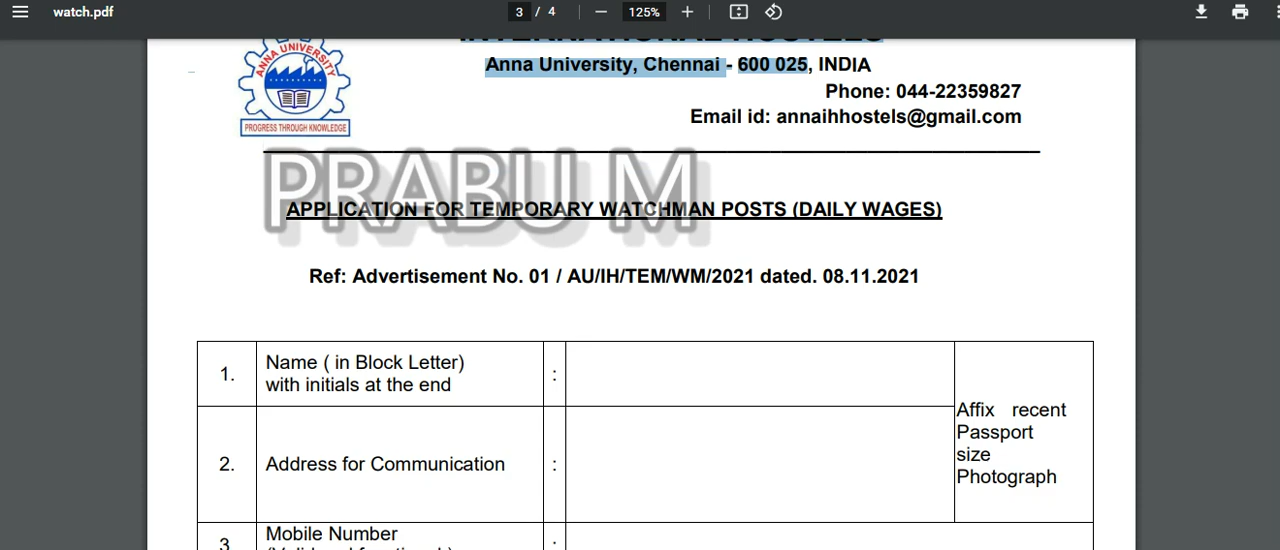 watch.pdf
3 / 4
125%
INTERNATIONAL HOSTELS
ANNA UNIVERSITY
PROGRESS THROUGH KNOWLEDGE
Anna University, Chennai - 600 025, INDIA
Phone: 044-22359827
Email id: annaihhostels@gmail.com
PRABU M
APPLICATION FOR TEMPORARY WATCHMAN POSTS (DAILY WAGES)
Ref: Advertisement No. 01 / AU/IH/TEM/WM/2021 dated. 08.11.2021
1.
Name ( in Block Letter)
with initials at the end
:
Affix recent
Passport
size
Photograph
2.
Address for Communication
:
3.
Mobile Number
: